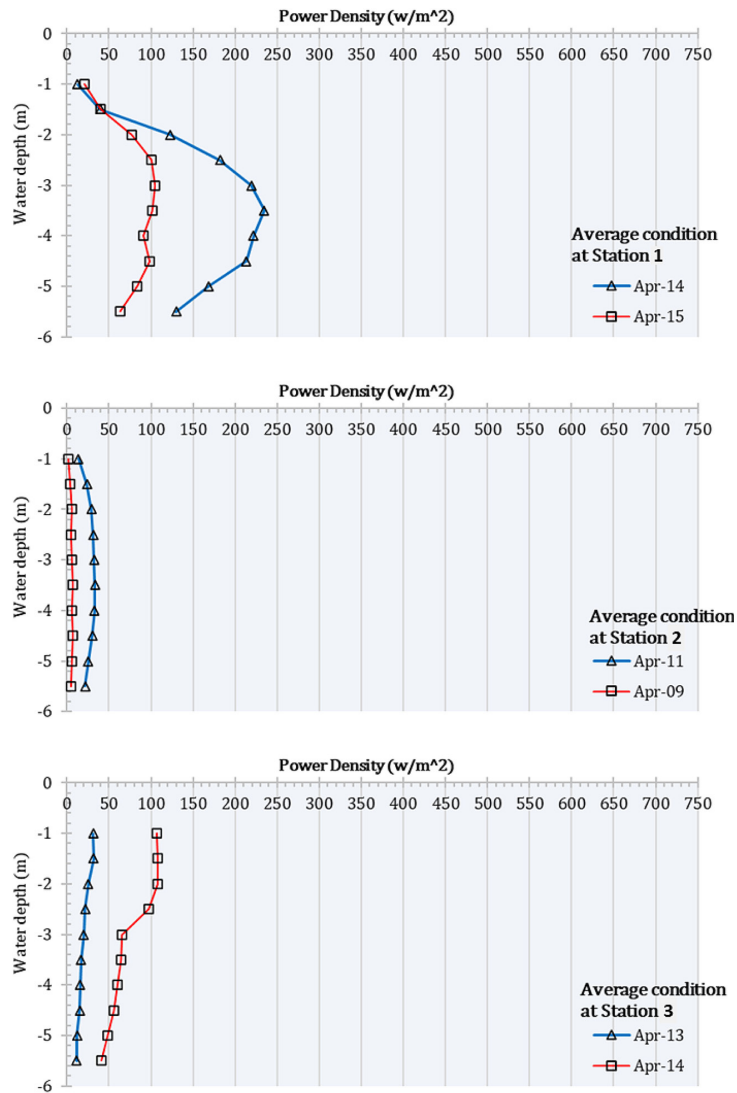 Power Density (w/m^2)
0
0 50 100 150 200 250 300 350 400 450 500 550 600 650 700 750
-1
-2
-3
-4
-5
-6
Water depth (m)
Average condition
at Station 1
Apr-14
Apr-15
Power Density (w/m^2)
0
0 50 100 150 200 250 300 350 400 450 500 550 600 650 700 750
-1
-2
-3
-4
-5
-6
Water depth (m)
Average condition
at Station 2
Apr-11
Apr-09
Power Density (w/m^2)
0
0 50 100 150 200 250 300 350 400 450 500 550 600 650 700 750
-1
-2
-3
-4
-5
-6
Water depth (m)
Average condition
at Station 3
Apr-13
Apr-14